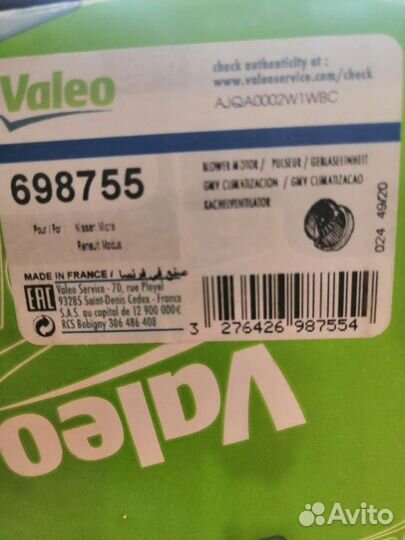 Valeo
check authenticity at :
www.valeoservice.com/check
AJQA0002W1WBC
698755
BLOWER MOTOR / PULSEUR / GEBLASEEINHEIT
GMV CLIMATIZACION / GMV CLIMATIZACAO
KACHELVENTILATOR
Pour / For Nissan Micra
Renault Modus
024 49/20
MADE IN FRANCE / صنع في فرنسا
EAC
Valeo Service - 70, rue Pleyel
93285 Saint-Denis Cedex - France
S.A.S. au capital de 12 900 000€
RCS Bobigny 306 486 408
3 276426 987554
Valeo
Avito